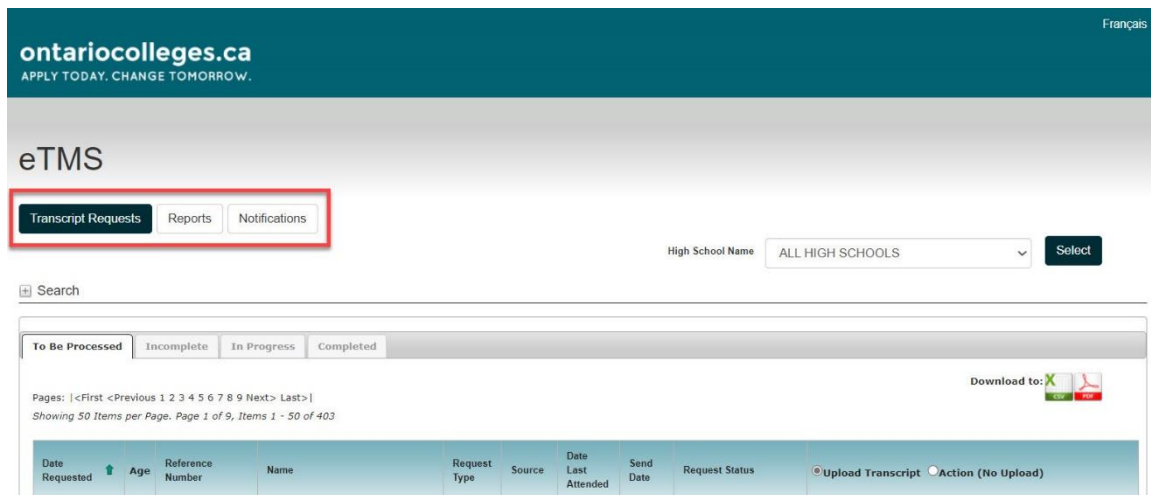 Français
ontariocolleges.ca
APPLY TODAY. CHANGE TOMORROW.
eTMS
Transcript Requests Reports Notifications
High School Name ALL HIGH SCHOOLS Select
Search
To Be Processed Incomplete In Progress Completed
Download to: CSV PDF
Pages: |<First <Previous 1 2 3 4 5 6 7 8 9 Next> Last>|
Showing 50 Items per Page. Page 1 of 9, Items 1 - 50 of 403
Date Requested Age Reference Number Name Request Type Source Date Last Attended Send Date Request Status Upload Transcript Action (No Upload)